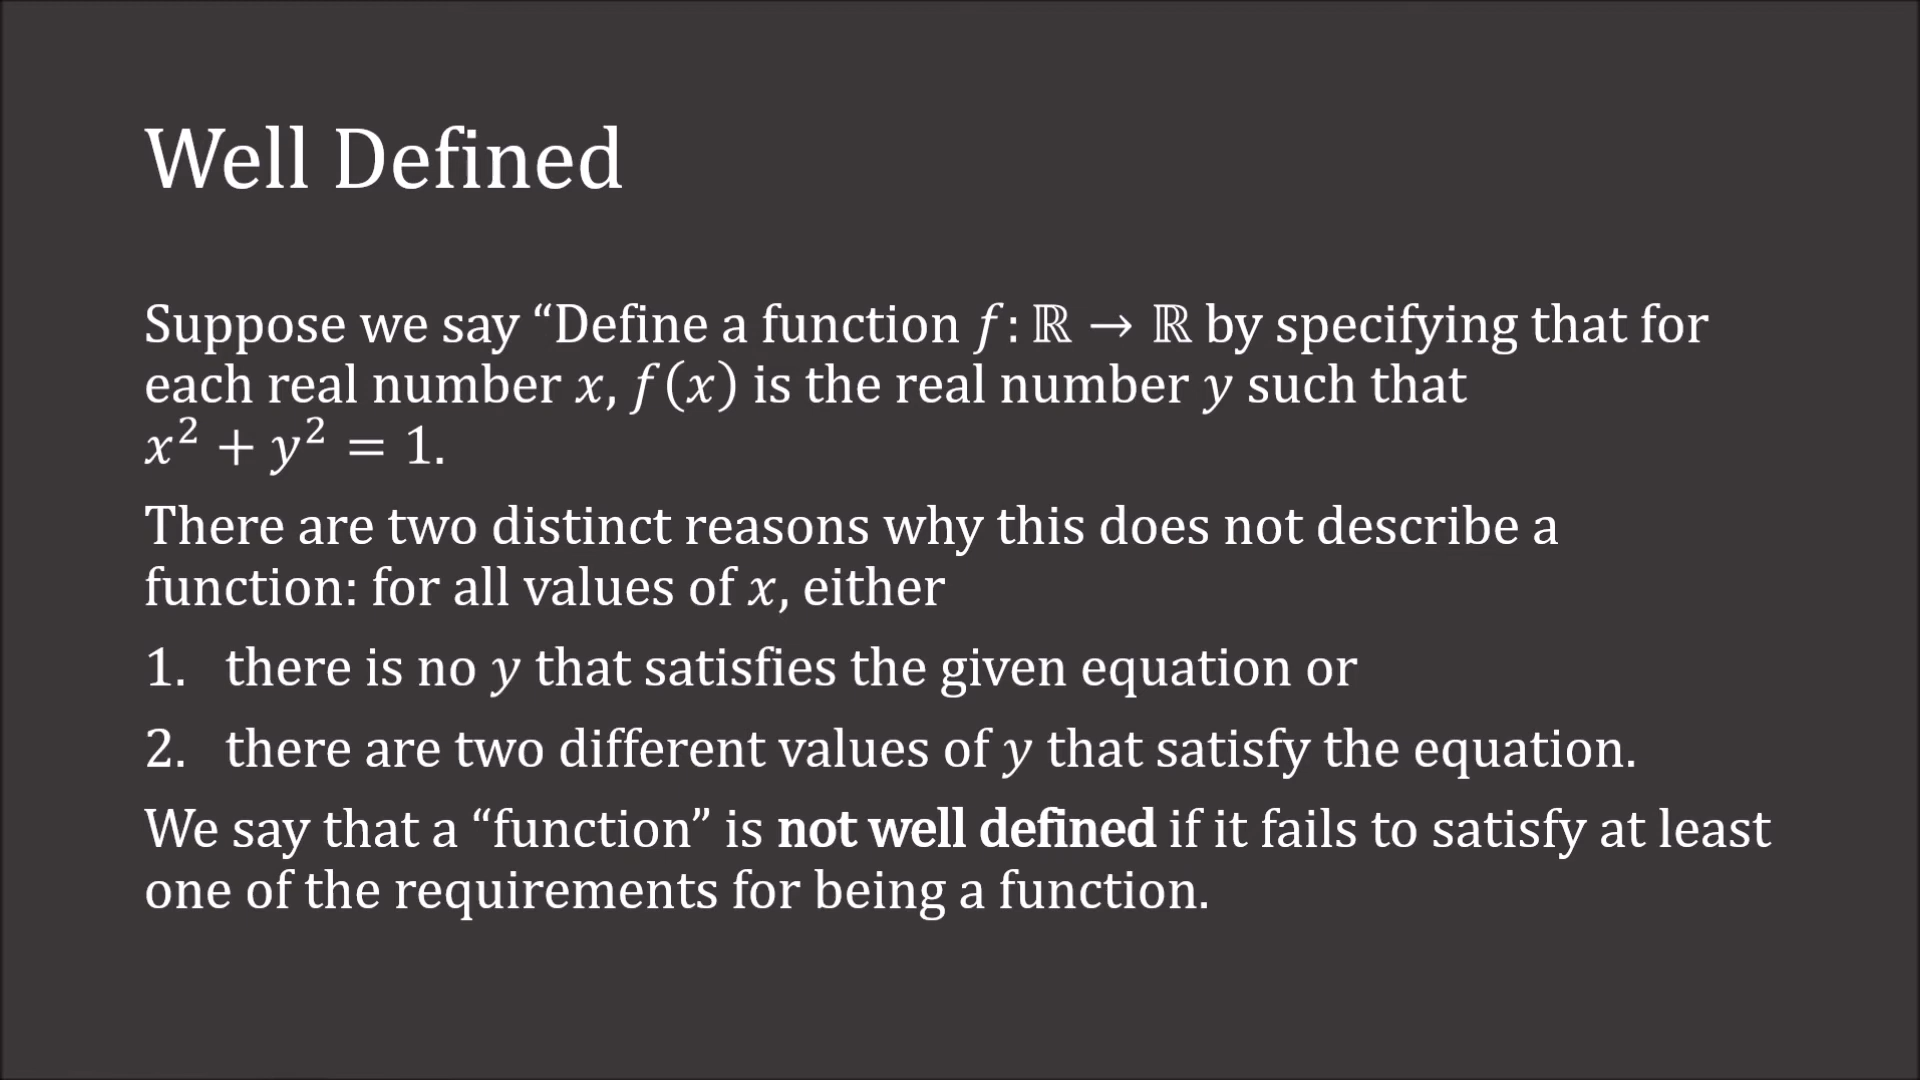 Well Defined
Suppose we say “Define a function f: ℝ → ℝ by specifying that for
each real number x, f(x) is the real number y such that
x² + y² = 1.
There are two distinct reasons why this does not describe a
function: for all values of x, either
1. there is no y that satisfies the given equation or
2. there are two different values of y that satisfy the equation.
We say that a “function” is not well defined if it fails to satisfy at least
one of the requirements for being a function.